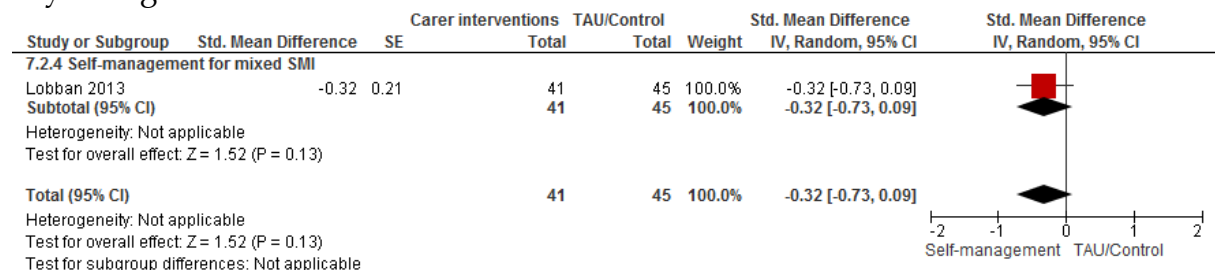 Carer interventions TAU/Control Std. Mean Difference Std. Mean Difference
Study or Subgroup Std. Mean Difference SE Total Total Weight IV, Random, 95% CI IV, Random, 95% CI
7.2.4 Self-management for mixed SMI
Lobban 2013 -0.32 0.21 41 45 100.0% -0.32 [-0.73, 0.09]
Subtotal (95% CI) 41 45 100.0% -0.32 [-0.73, 0.09]
Heterogeneity: Not applicable
Test for overall effect: Z = 1.52 (P = 0.13)
Total (95% CI) 41 45 100.0% -0.32 [-0.73, 0.09]
Heterogeneity: Not applicable
Test for overall effect: Z = 1.52 (P = 0.13)
Test for subgroup differences: Not applicable
-2 -1 0 1 2
Self-management TAU/Control